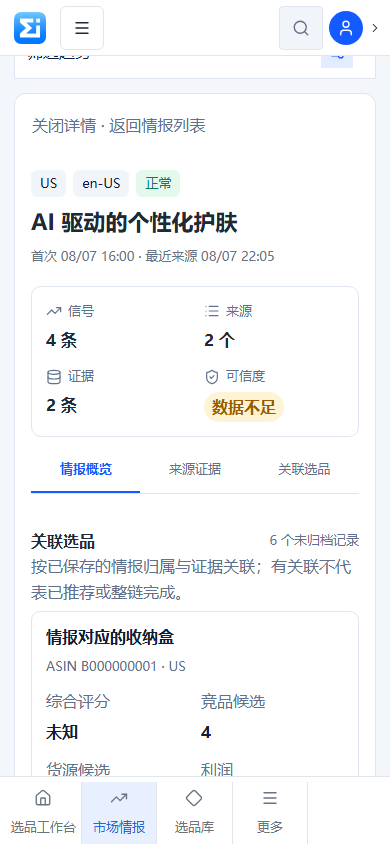 关闭详情 · 返回情报列表
US en-US 正常
AI 驱动的个性化护肤
首次 08/07 16:00 · 最近来源 08/07 22:05
信号 来源
4 条 2 个
证据 可信度
2 条 数据不足
情报概览 来源证据 关联选品
关联选品 6 个未归档记录
按已保存的情报归属与证据关联；有关联不代
表已推荐或整链完成。
情报对应的收纳盒
ASIN B000000001 · US
综合评分 竞品候选
未知 4
货源候选 利润
选品工作台 市场情报 选品库 更多